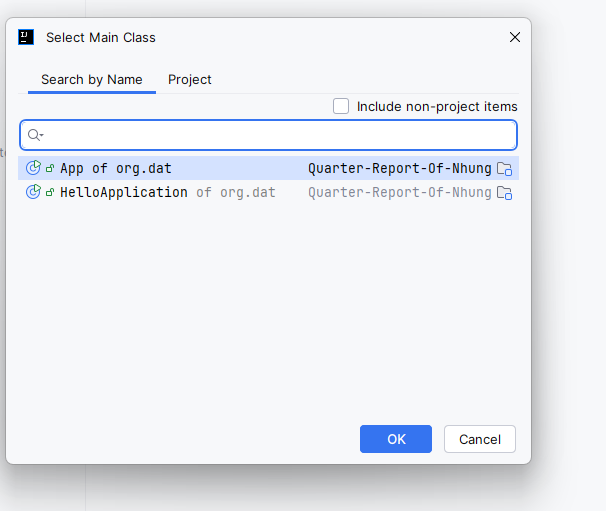 Select Main Class
Search by Name Project
Include non-project items
App of org.dat Quarter-Report-Of-Nhung
HelloApplication of org.dat Quarter-Report-Of-Nhung
OK Cancel